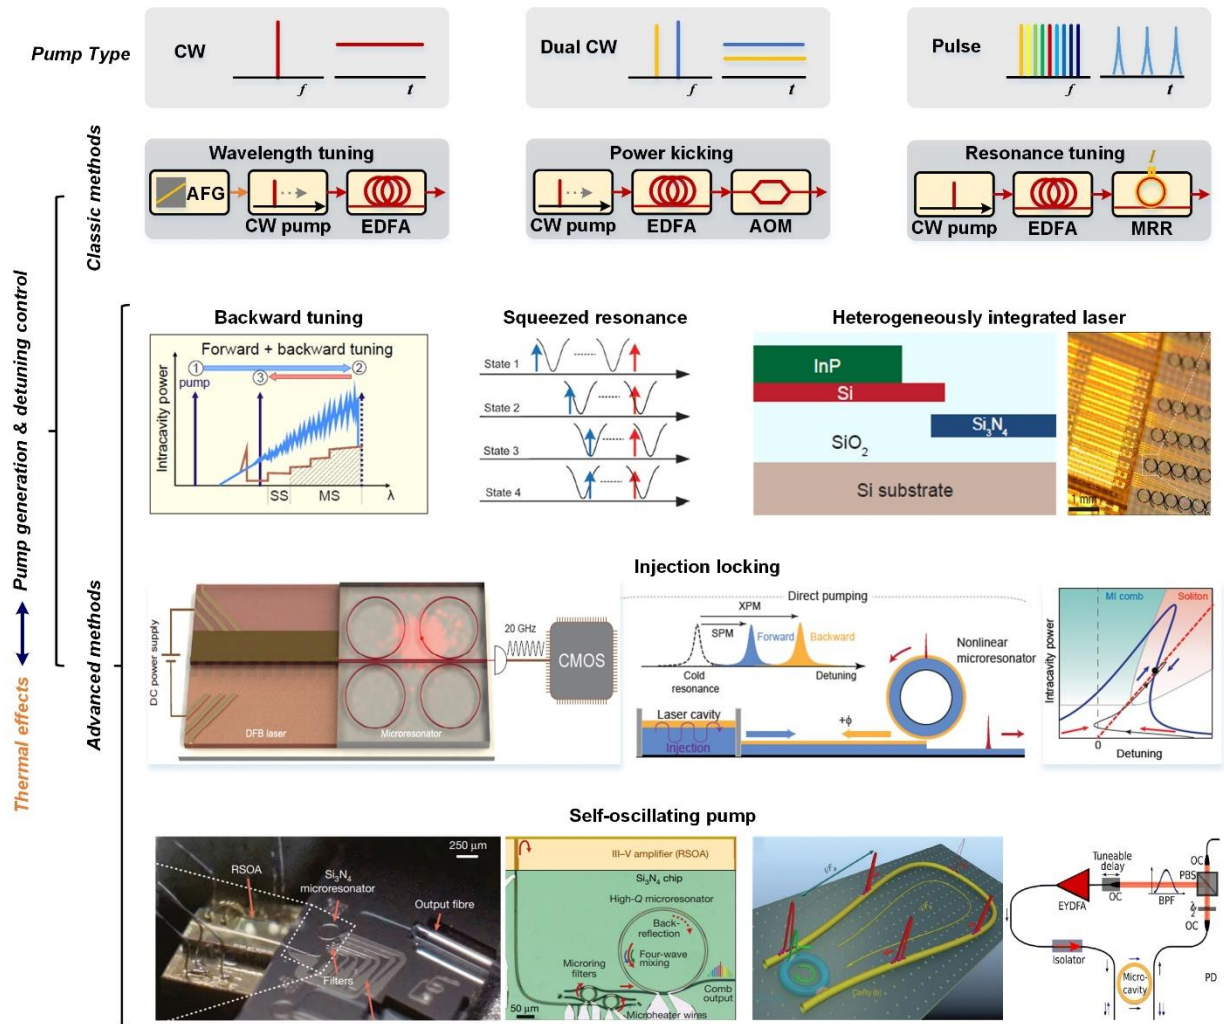 Pump Type
CW
f
t
Dual CW
f
t
Pulse
f
t
Classic methods
Wavelength tuning
AFG
CW pump
EDFA
Power kicking
CW pump
EDFA
AOM
Resonance tuning
I
CW pump
EDFA
MRR
Thermal effects
Pump generation & detuning control
Advanced methods
Backward tuning
Forward + backward tuning
1
2
3
pump
Intracavity power
SS
MS
λ
Squeezed resonance
State 1
State 2
State 3
State 4
Heterogeneously integrated laser
InP
Si
Si₃N₄
SiO₂
Si substrate
1 mm
Injection locking
DC power supply
DFB laser
Microresonator
20 GHz
CMOS
Direct pumping
XPM
SPM
Forward
Backward
Cold
resonance
Detuning
Nonlinear
microresonator
Laser cavity
Injection
+ϕ
MI comb
Soliton
Intracavity power
0
Detuning
Self-oscillating pump
250 μm
RSOA
Si₃N₄
microresonator
Output fibre
Filters
III–V amplifier (RSOA)
Si₃N₄ chip
High-Q microresonator
Back-
reflection
Four-wave
mixing
Microring
filters
Comb
output
50 μm
Microheater wires
Tuneable
delay
OC
PBS
EYDFA
OC
BPF
λ
2
OC
Isolator
Micro-
cavity
PD